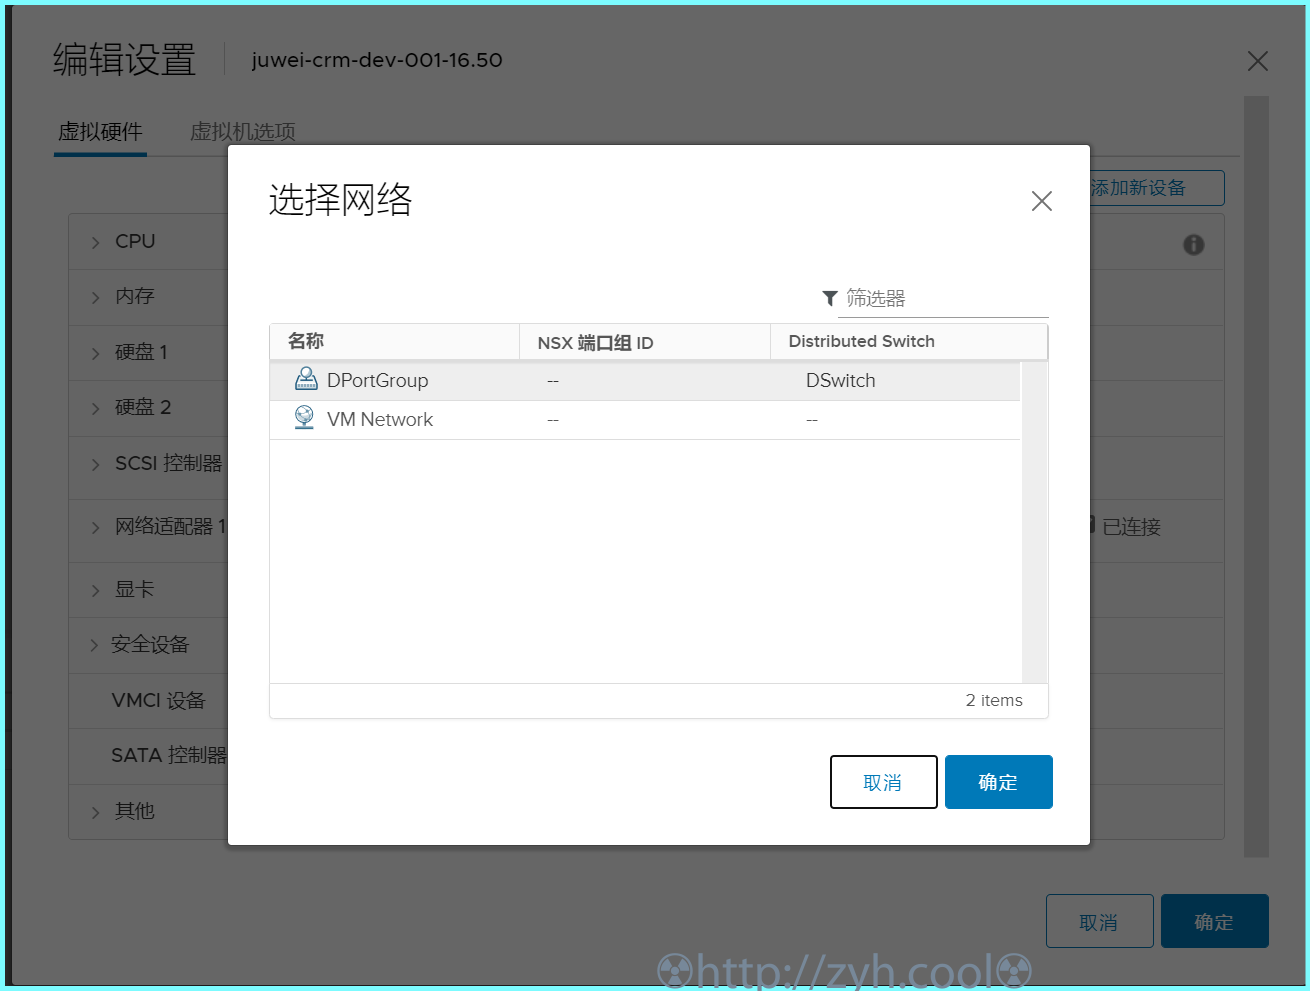 编辑设置 juwei-crm-dev-001-16.50
虚拟硬件 虚拟机选项
添加新设备
CPU
内存
硬盘 1
硬盘 2
SCSI 控制器
网络适配器 1
已连接
显卡
安全设备
VMCI 设备
SATA 控制器
其他
选择网络
筛选器
名称 NSX 端口组 ID Distributed Switch
DPortGroup -- DSwitch
VM Network -- --
2 items
取消 确定
取消 确定
http://zyh.cool